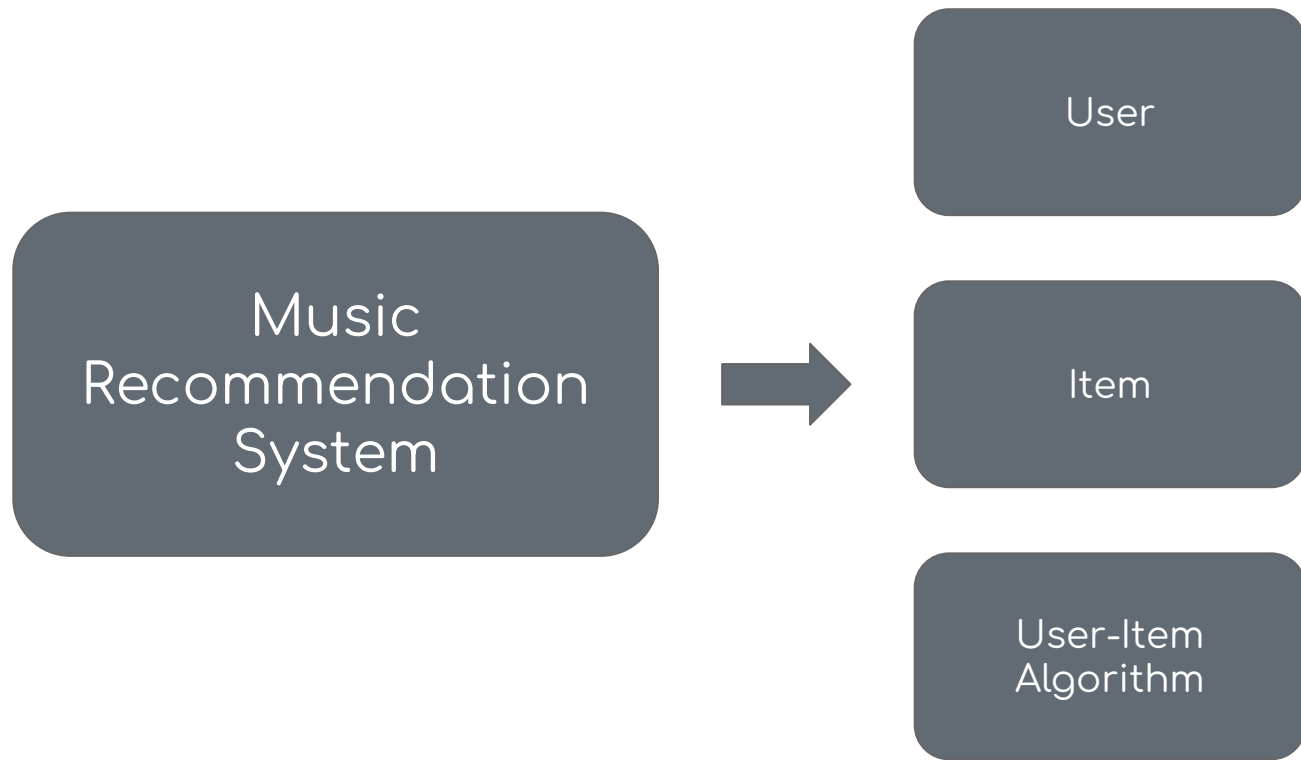 Music
Recommendation
System
User
Item
User-Item
Algorithm